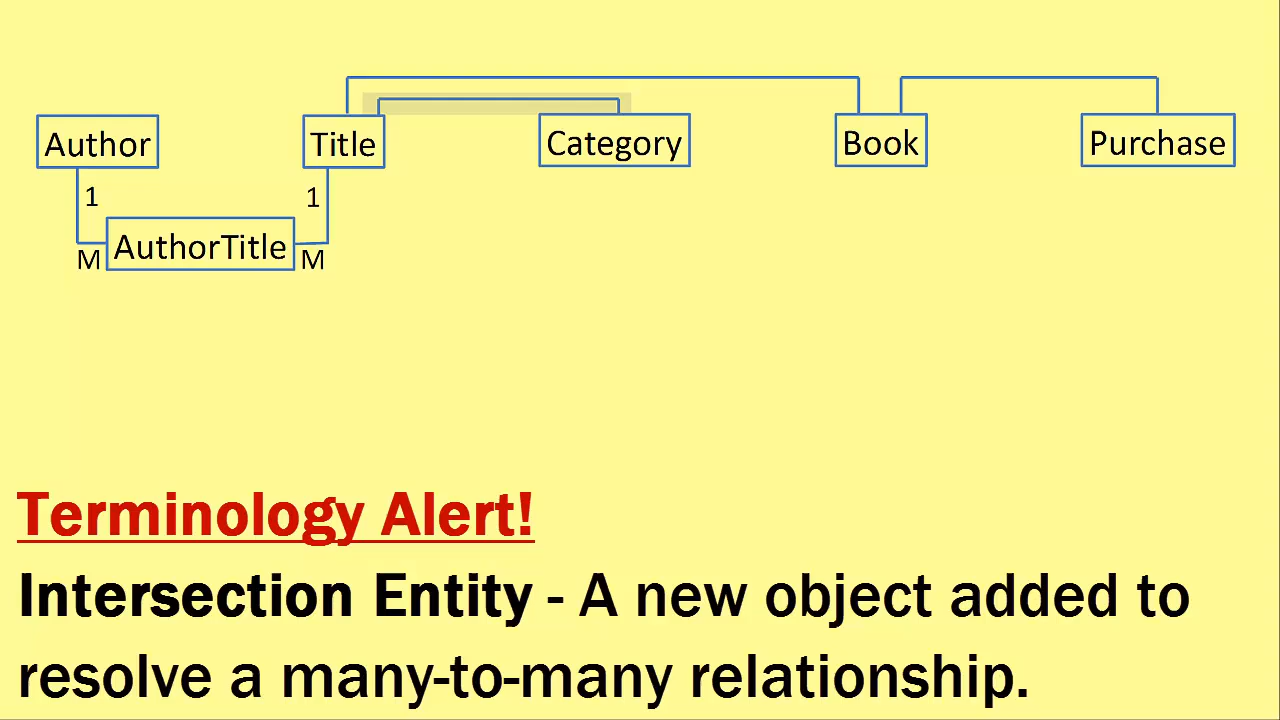 Author Title Category Book Purchase
1 1
M AuthorTitle M
Terminology Alert!
Intersection Entity - A new object added to
resolve a many-to-many relationship.